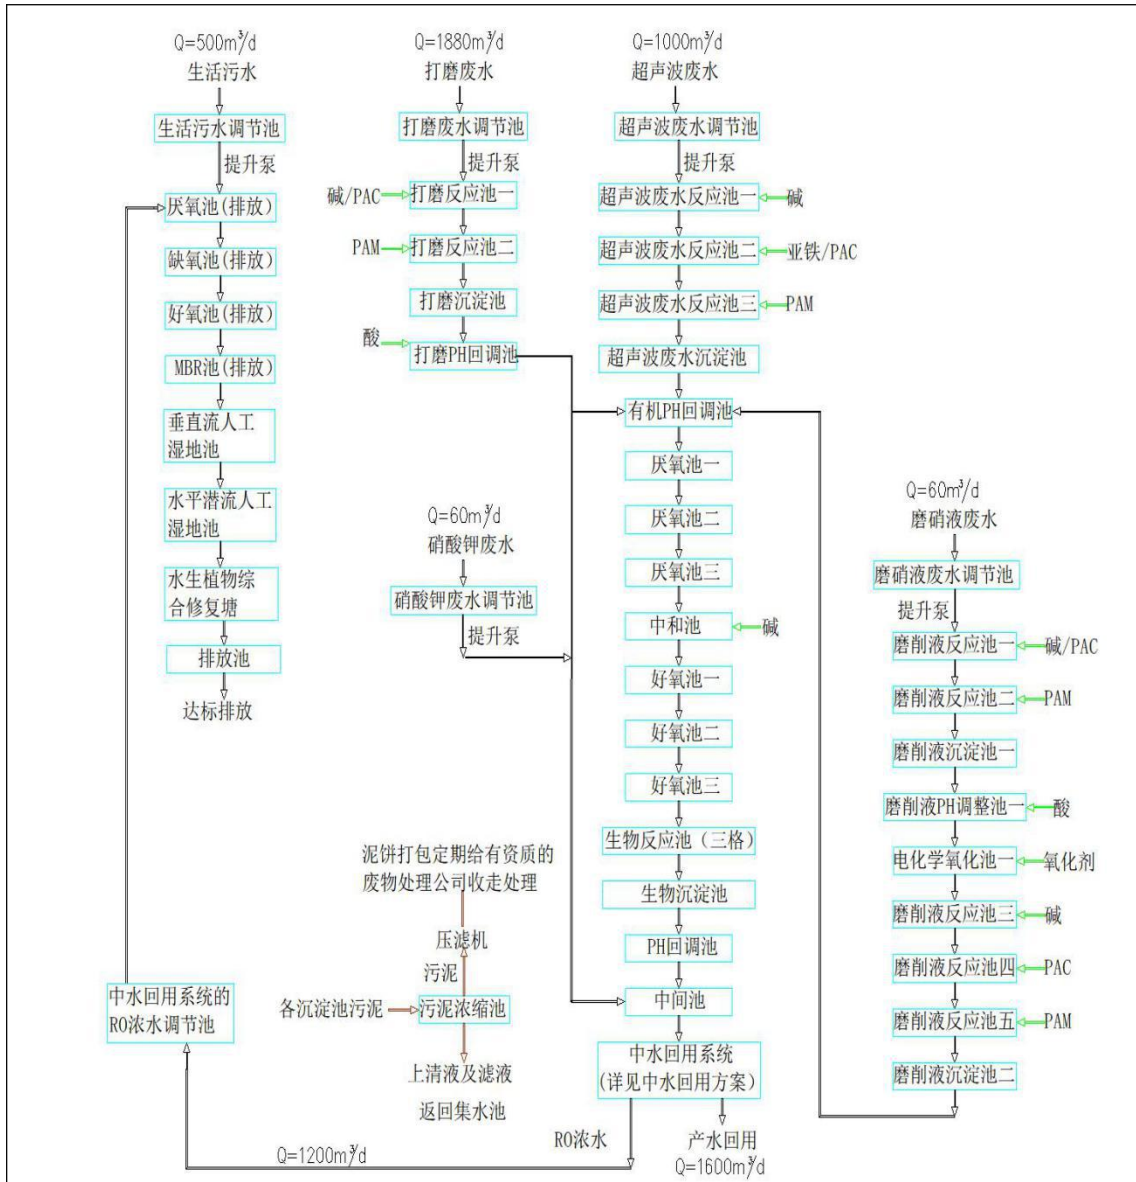 Q=500m³/d
生活污水
生活污水调节池
提升泵
厌氧池(排放)
缺氧池(排放)
好氧池(排放)
MBR池(排放)
垂直流人工
湿地池
水平潜流人工
湿地池
水生植物综
合修复塘
排放池
达标排放
中水回用系统的
RO浓水调节池
Q=1880m³/d
打磨废水
打磨废水调节池
提升泵
碱/PAC
打磨反应池一
PAM
打磨反应池二
打磨沉淀池
酸
打磨PH回调池
Q=60m³/d
硝酸钾废水
硝酸钾废水调节池
提升泵
泥饼打包定期给有资质的
废物处理公司收走处理
压滤机
污泥
各沉淀池污泥
污泥浓缩池
上清液及滤液
返回集水池
Q=1000m³/d
超声波废水
超声波废水调节池
提升泵
超声波废水反应池一
碱
超声波废水反应池二
亚铁/PAC
超声波废水反应池三
PAM
超声波废水沉淀池
有机PH回调池
厌氧池一
厌氧池二
厌氧池三
中和池
碱
好氧池一
好氧池二
好氧池三
生物反应池（三格）
生物沉淀池
PH回调池
中间池
中水回用系统
(详见中水回用方案)
RO浓水
Q=1200m³/d
产水回用
Q=1600m³/d
Q=60m³/d
磨硝液废水
磨硝液废水调节池
提升泵
磨削液反应池一
碱/PAC
磨削液反应池二
PAM
磨削液沉淀池一
磨削液PH调整池一
酸
电化学氧化池一
氧化剂
磨削液反应池三
碱
磨削液反应池四
PAC
磨削液反应池五
PAM
磨削液沉淀池二